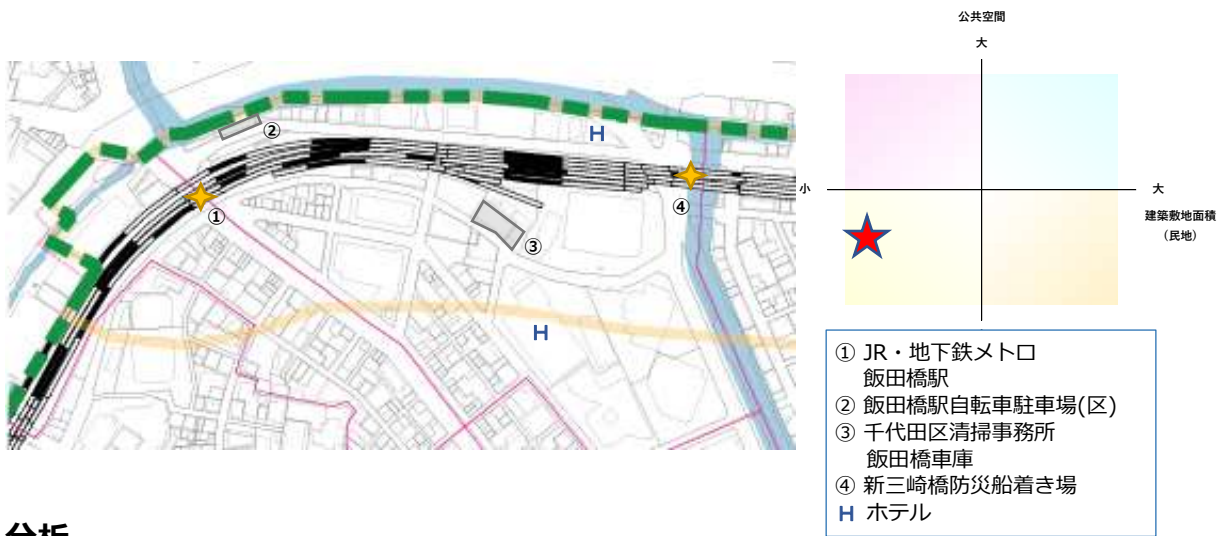 公共空間
大
小
大
建築敷地面積
(民地)
②
H
①
④
③
H
① JR・地下鉄メトロ
飯田橋駅
② 飯田橋駅自転車駐車場(区)
③ 千代田区清掃事務所
飯田橋車庫
④ 新三崎橋防災船着き場
H ホテル
分析